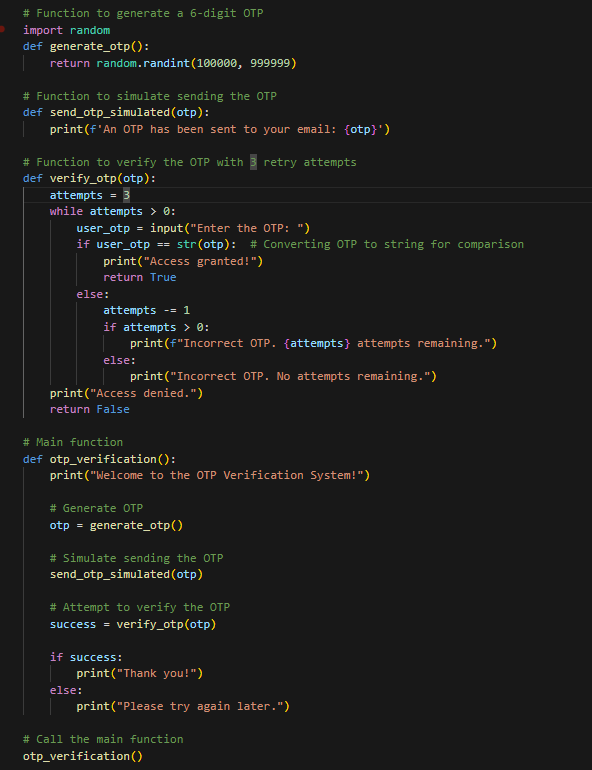 # Function to generate a 6-digit OTP
import random
def generate_otp():
    return random.randint(100000, 999999)

# Function to simulate sending the OTP
def send_otp_simulated(otp):
    print(f'An OTP has been sent to your email: {otp}')

# Function to verify the OTP with 3 retry attempts
def verify_otp(otp):
    attempts = 3
    while attempts > 0:
        user_otp = input("Enter the OTP: ")
        if user_otp == str(otp):  # Converting OTP to string for comparison
            print("Access granted!")
            return True
        else:
            attempts -= 1
            if attempts > 0:
                print(f"Incorrect OTP. {attempts} attempts remaining.")
            else:
                print("Incorrect OTP. No attempts remaining.")
    print("Access denied.")
    return False

# Main function
def otp_verification():
    print("Welcome to the OTP Verification System!")

    # Generate OTP
    otp = generate_otp()

    # Simulate sending the OTP
    send_otp_simulated(otp)

    # Attempt to verify the OTP
    success = verify_otp(otp)

    if success:
        print("Thank you!")
    else:
        print("Please try again later.")

# Call the main function
otp_verification()